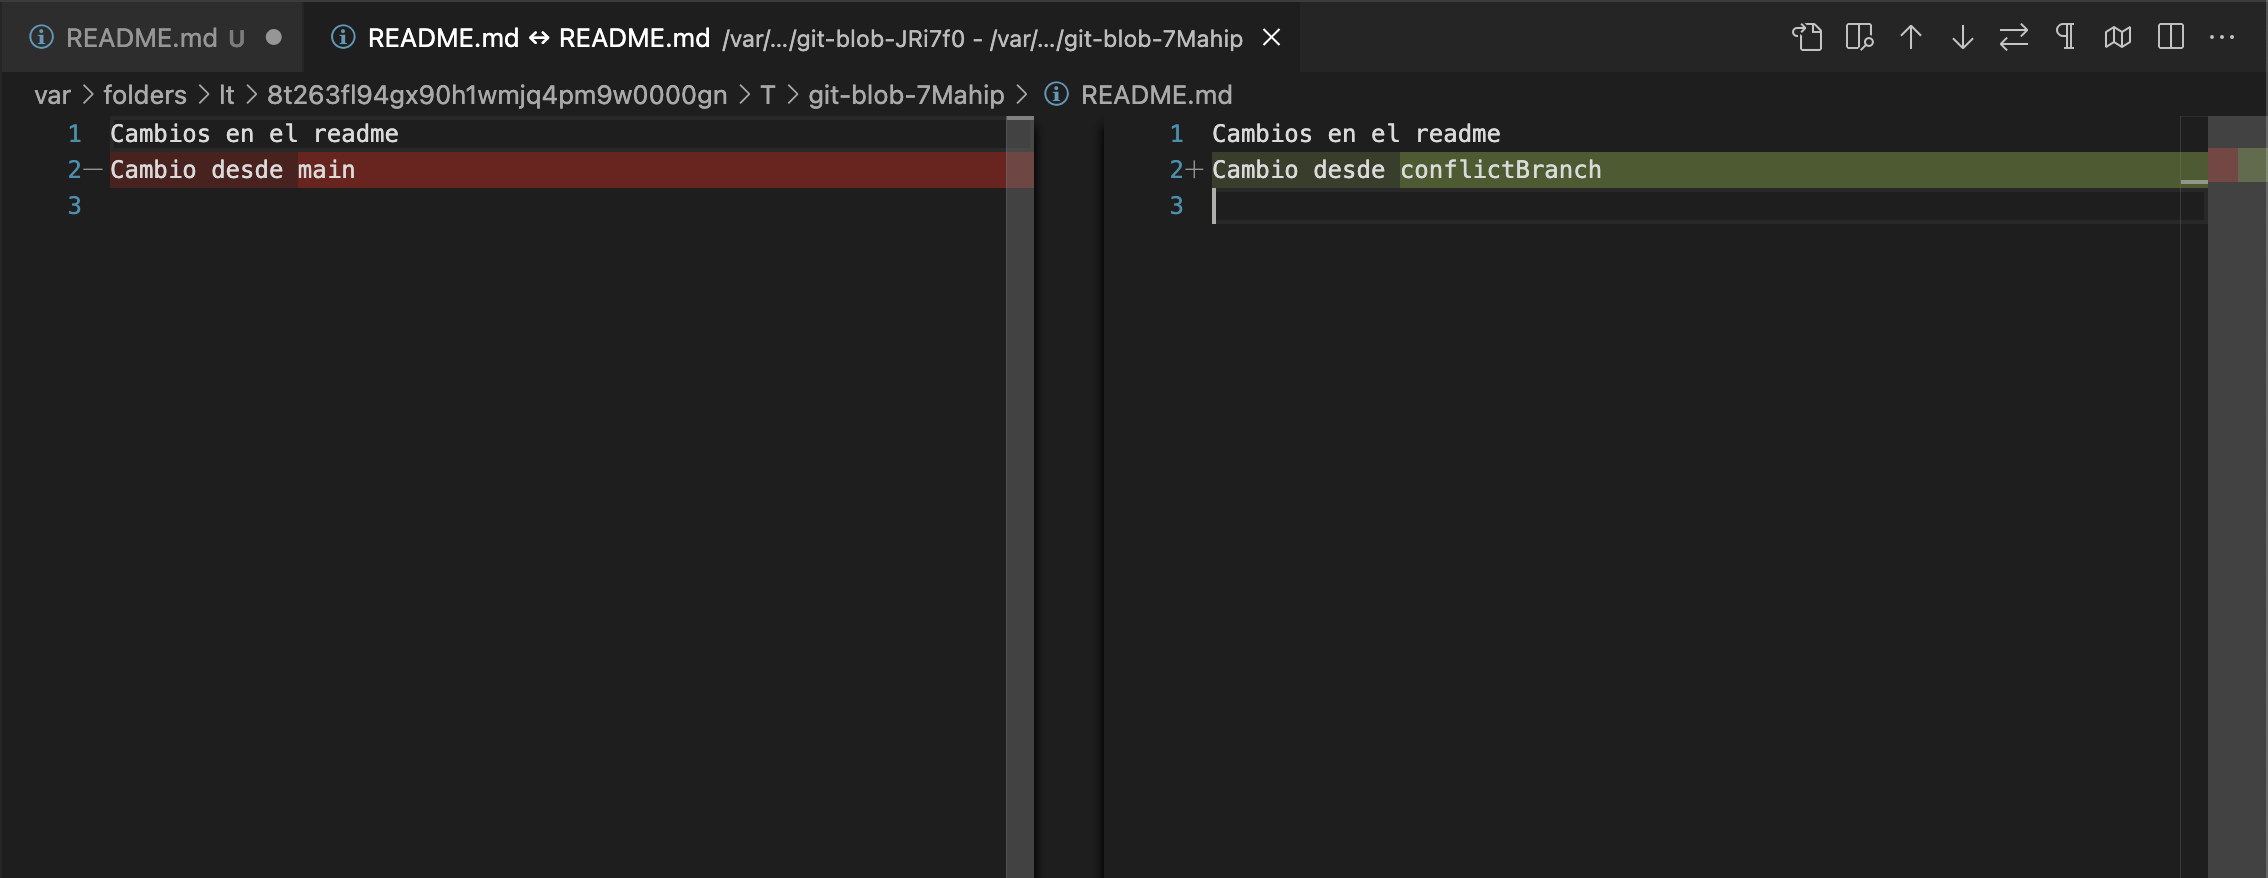 README.md U
README.md ↔ README.md /var/.../git-blob-JRi7f0 - /var/.../git-blob-7Mahip
var > folders > lt > 8t263fl94gx90h1wmjq4pm9w0000gn > T > git-blob-7Mahip > README.md
1 Cambios en el readme
2— Cambio desde main
3
1 Cambios en el readme
2+ Cambio desde conflictBranch
3